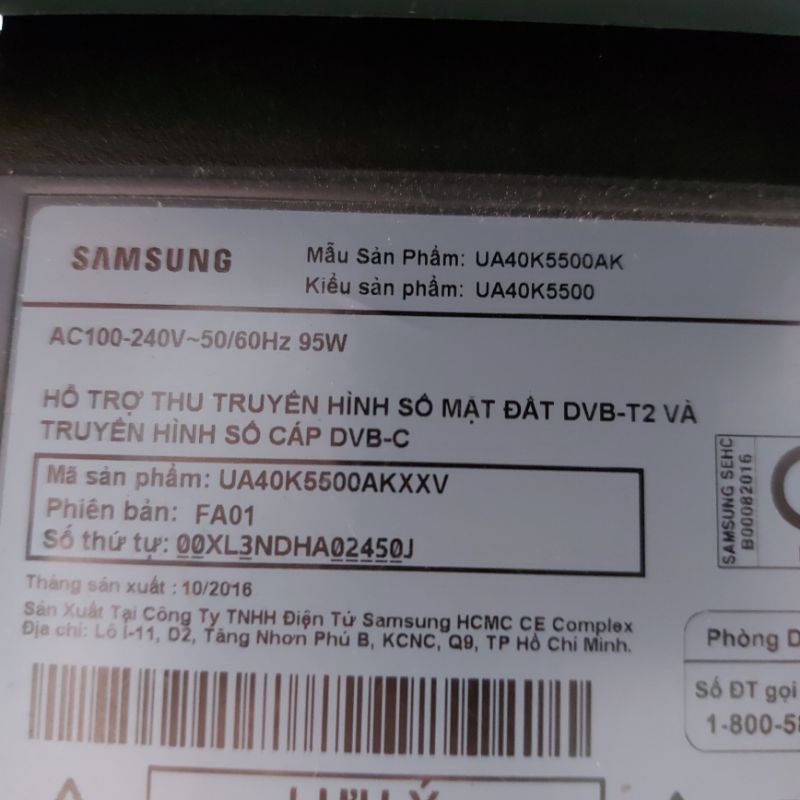 SAMSUNG
Mẫu Sản Phẩm: UA40K5500AK
Kiểu sản phẩm: UA40K5500
AC100-240V~50/60Hz 95W
HỖ TRỢ THU TRUYỀN HÌNH SỐ MẶT ĐẤT DVB-T2 VÀ
TRUYỀN HÌNH SỐ CÁP DVB-C
Mã sản phẩm: UA40K5500AKXXV
Phiên bản: FA01
Số thứ tự: 00XL3NDHA02450J
Tháng sản xuất : 10/2016
Sản Xuất Tại Công Ty TNHH Điện Tử Samsung HCMC CE Complex
Địa chỉ: Lô I-11, D2, Tăng Nhơn Phú B, KCNC, Q9, TP Hồ Chí Minh.
SAMSUNG SEHC
B00082016
Phòng
Số ĐT gọi
1-800-58
LƯU Ý